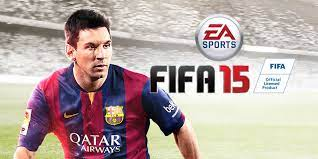 EA
SPORTS
FIFA 15
FIFA
Official
Licensed
Product
QATAR
AIRWAYS